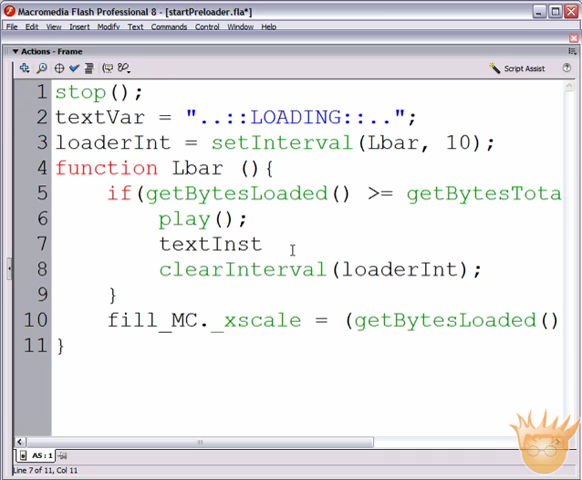 Macromedia Flash Professional 8 - [startPreloader.fla*]
File Edit View Insert Modify Text Commands Control Window Help
Actions - Frame
Script Assist
1 stop();
2 textVar = "..::LOADING::..";
3 loaderInt = setInterval(Lbar, 10);
4 function Lbar (){
5 if(getBytesLoaded() >= getBytesTota
6 play();
7 textInst
8 clearInterval(loaderInt);
9 }
10 fill_MC._xscale = (getBytesLoaded()
11 }
AS : 1
Line 7 of 11, Col 11